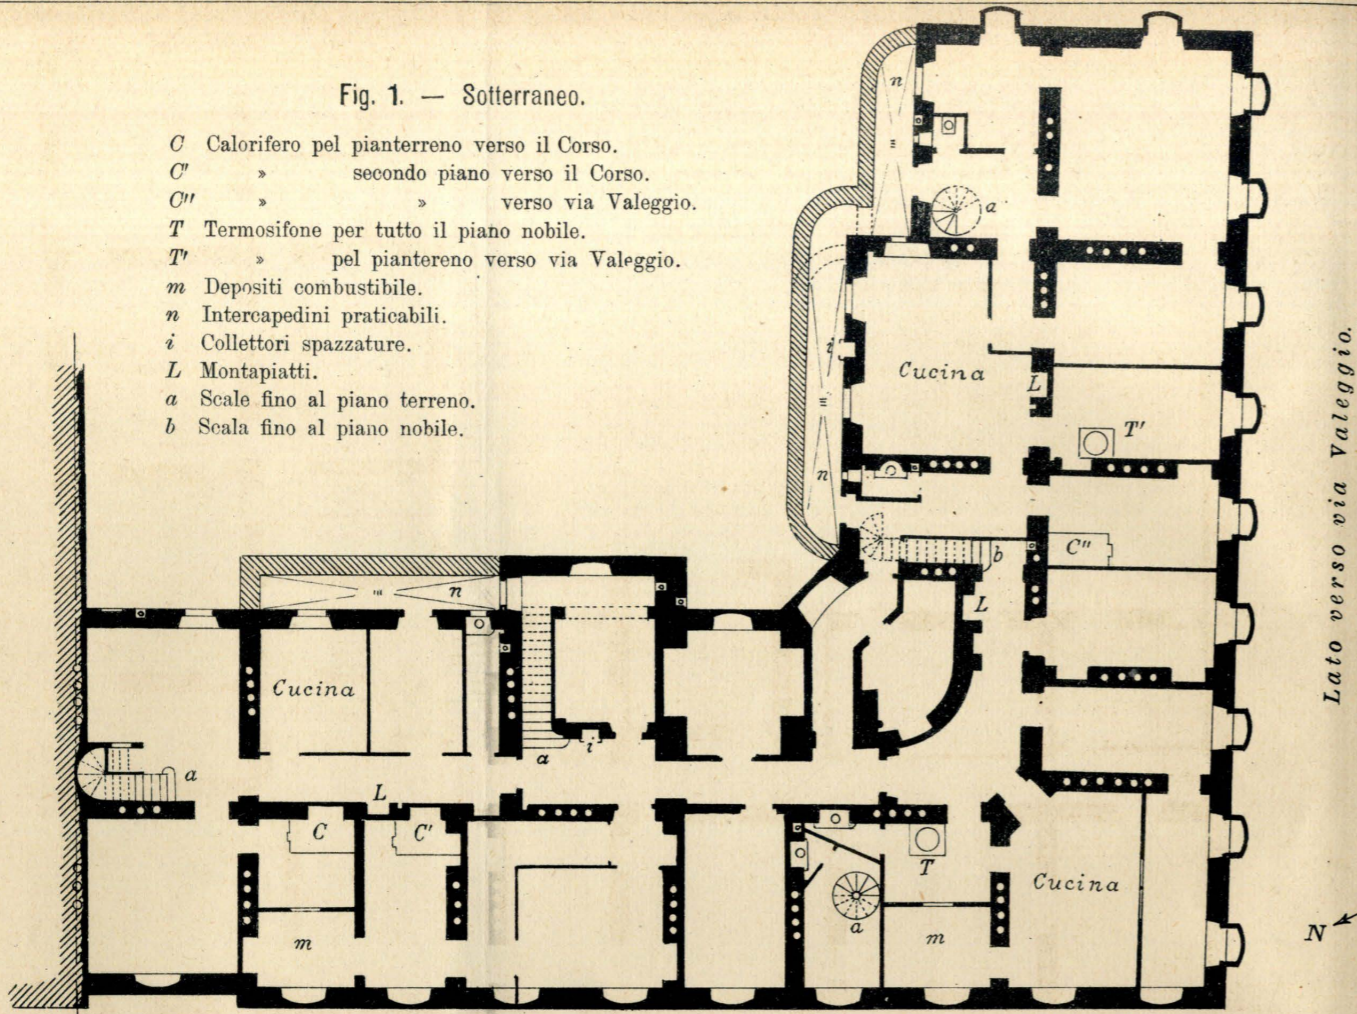 Fig. 1. — Sotterraneo.
C Calorifero pel pianterreno verso il Corso.
C' » secondo piano verso il Corso.
C" » » verso via Valeggio.
T Termosifone per tutto il piano nobile.
T' » pel piantereno verso via Valeggio.
m Depositi combustibile.
n Intercapedini praticabili.
i Collettori spazzature.
L Montapiatti.
a Scale fino al piano terreno.
b Scala fino al piano nobile.
n
a
Cucina
i
L
T'
n
C"
b
L
n
Cucina
a
i
a
L
C
C'
T
Cucina
m
a
m
Lato verso via Valeggio.
N